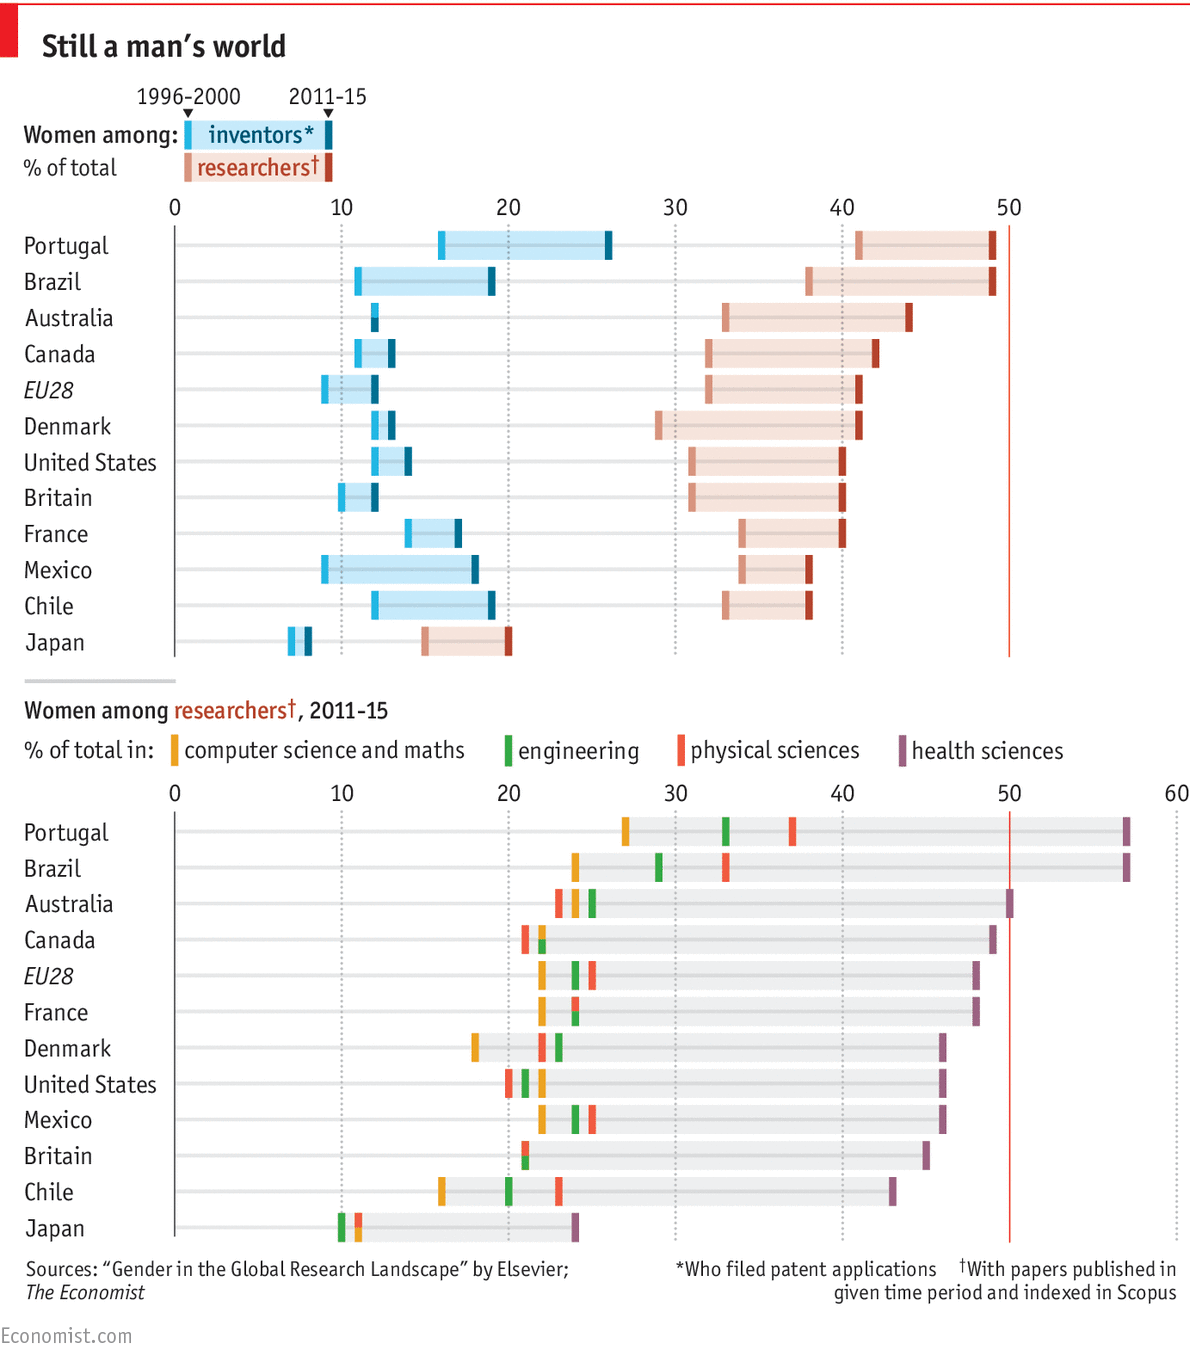 Still a man's world
1996-2000 2011-15
Women among: inventors*
% of total researchers†
0 10 20 30 40 50
Portugal
Brazil
Australia
Canada
EU28
Denmark
United States
Britain
France
Mexico
Chile
Japan
Women among researchers†, 2011-15
% of total in: computer science and maths engineering physical sciences health sciences
0 10 20 30 40 50 60
Portugal
Brazil
Australia
Canada
EU28
France
Denmark
United States
Mexico
Britain
Chile
Japan
Sources: “Gender in the Global Research Landscape” by Elsevier;
The Economist
*Who filed patent applications †With papers published in
given time period and indexed in Scopus
Economist.com